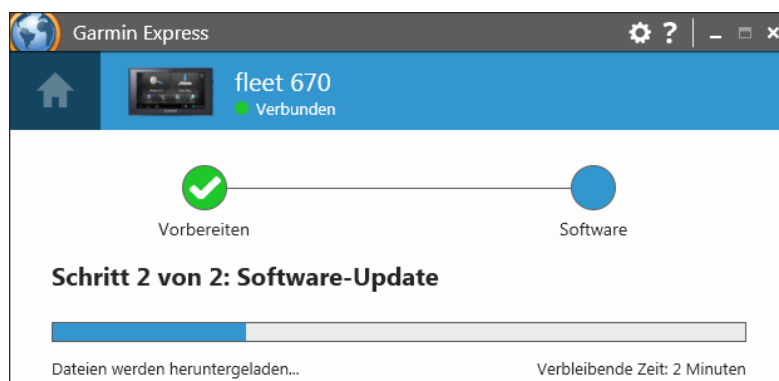 Garmin Express
fleet 670
Verbunden
Vorbereiten
Software
Schritt 2 von 2: Software-Update
Dateien werden heruntergeladen...
Verbleibende Zeit: 2 Minuten